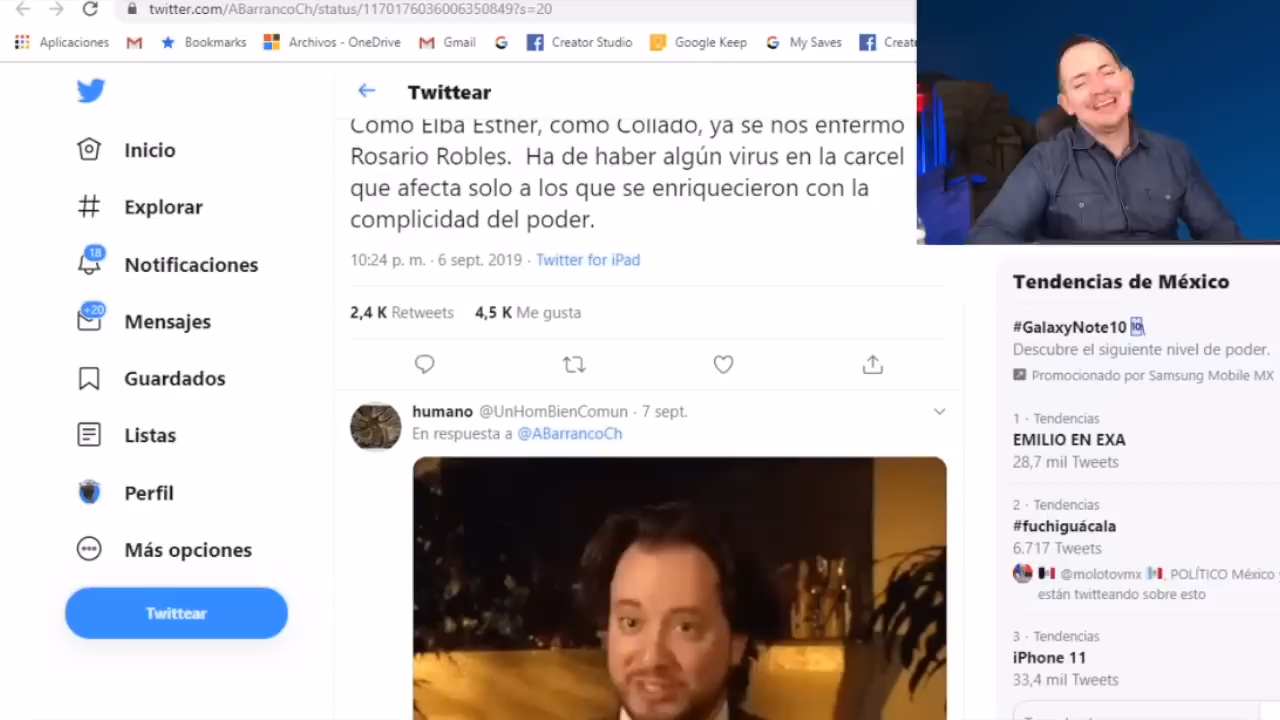 twitter.com/ABarrancoCh/status/1170176036006350849?s=20
Aplicaciones
Bookmarks
Archivos - OneDrive
Gmail
Creator Studio
Google Keep
My Saves
Twittear
Como Elba Esther, como Collado, ya se nos enfermo
Rosario Robles. Ha de haber algún virus en la carcel
que afecta solo a los que se enriquecieron con la
complicidad del poder.
10:24 p. m. · 6 sept. 2019 · Twitter for iPad
2,4 K Retweets 4,5 K Me gusta
humano @UnHomBienComun · 7 sept.
En respuesta a @ABarrancoCh
Inicio
Explorar
18
Notificaciones
+20
Mensajes
Guardados
Listas
Perfil
Más opciones
Twittear
Tendencias de México
#GalaxyNote10
Descubre el siguiente nivel de poder.
Promocionado por Samsung Mobile MX
1 · Tendencias
EMILIO EN EXA
28,7 mil Tweets
2 · Tendencias
#fuchiguácala
6.717 Tweets
@molotovmx , POLÍTICO México y
están twitteando sobre esto
3 · Tendencias
iPhone 11
33,4 mil Tweets